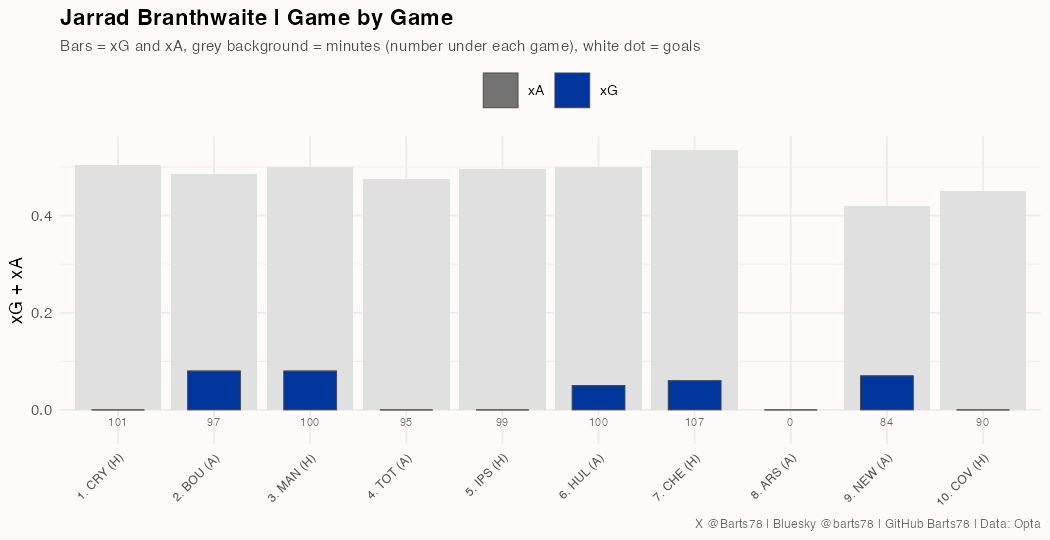 Jarrad Branthwaite | Game by Game
Bars = xG and xA, grey background = minutes (number under each game), white dot = goals
xA xG
xG + xA
0.4
0.2
0.0
101 97 100 95 99 100 107 0 84 90
1. CRY (H) 2. BOU (A) 3. MAN (H) 4. TOT (A) 5. IPS (H) 6. HUL (A) 7. CHE (H) 8. ARS (A) 9. NEW (A) 10. COV (H)
X @Barts78 | Bluesky @barts78 | GitHub Barts78 | Data: Opta